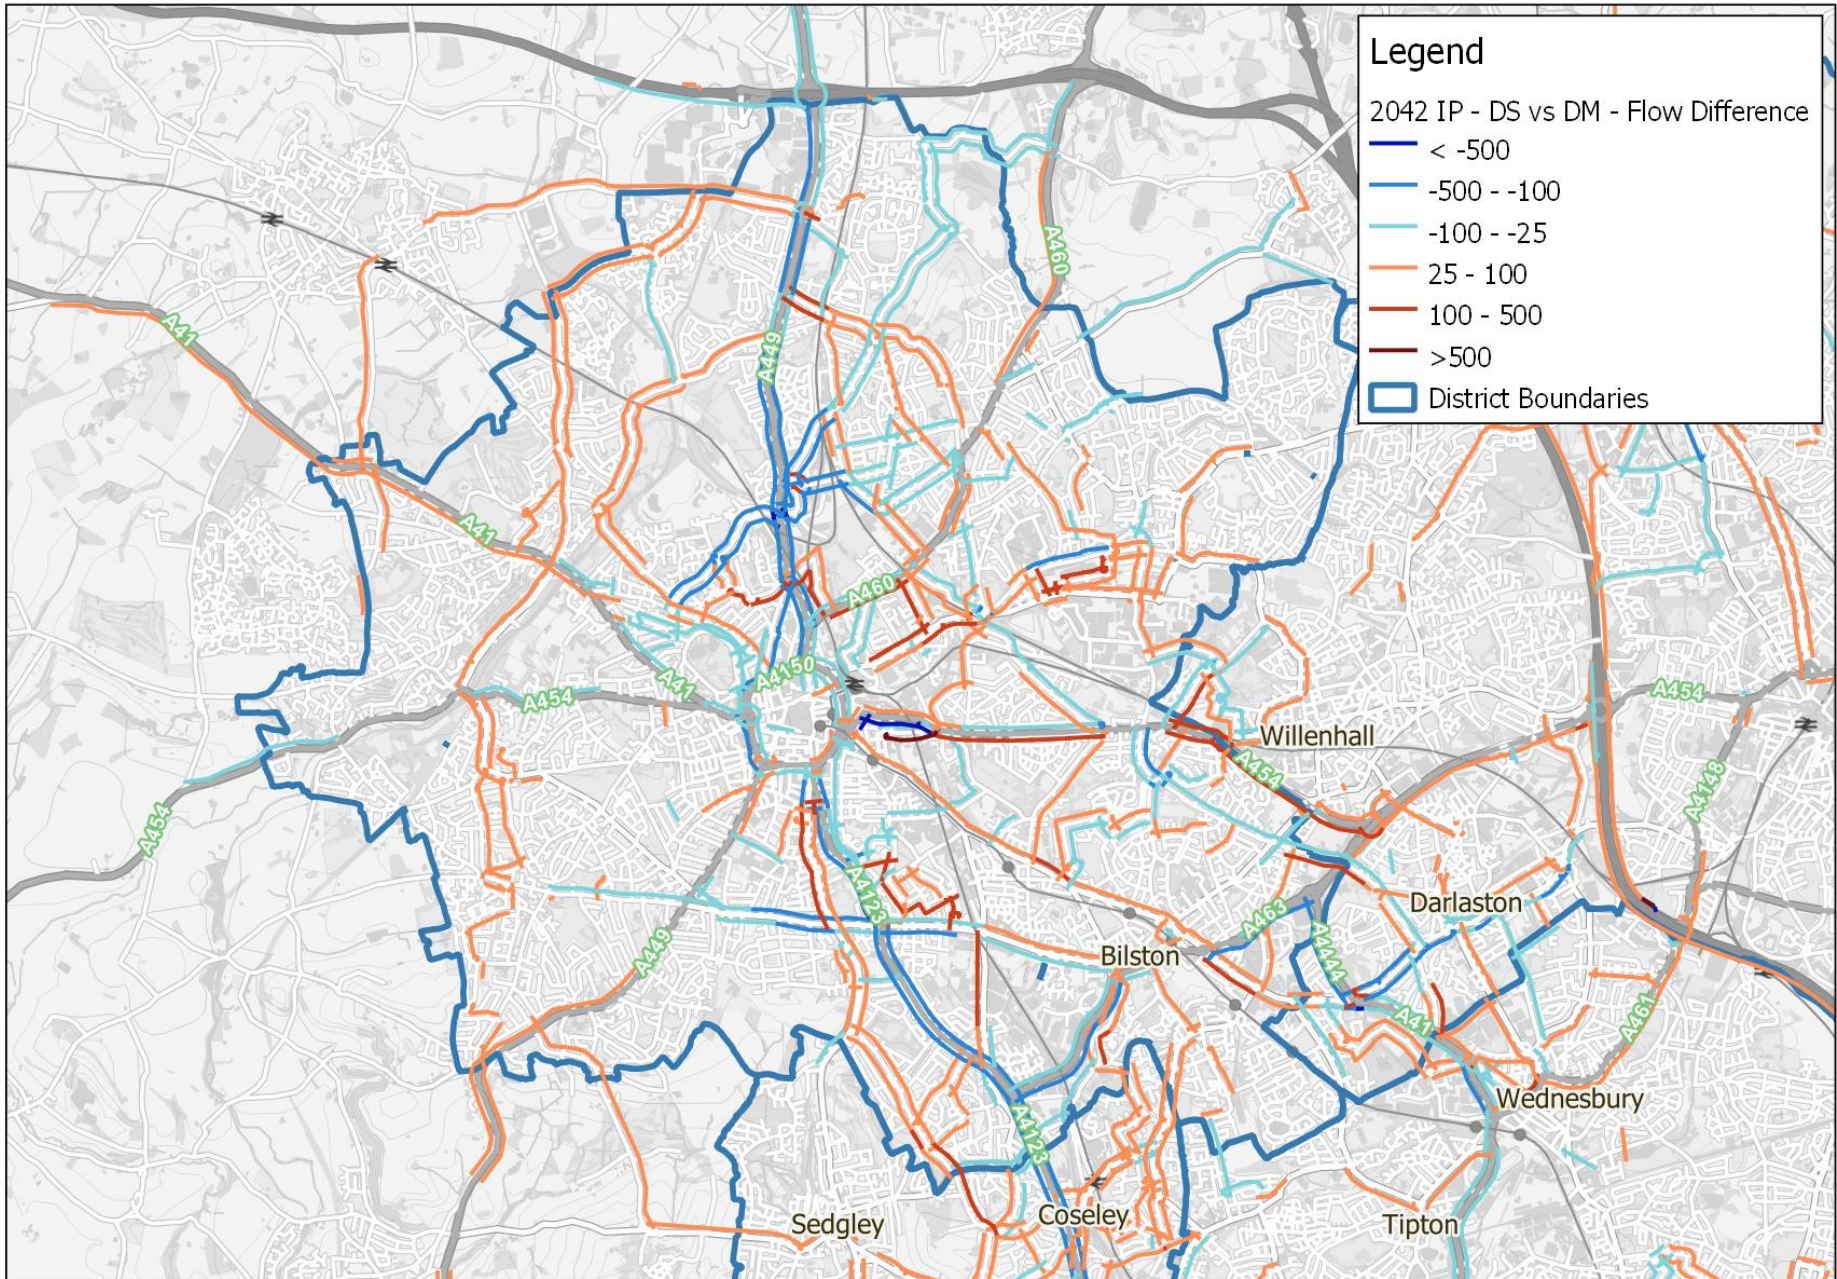 Legend
2042 IP - DS vs DM - Flow Difference
< -500
-500 - -100
-100 - -25
25 - 100
100 - 500
>500
District Boundaries
A460
A41
A449
A41
A460
A4150
A41
A454
A454
A4148
Willenhall
A454
A454
A4123
Darlaston
A463
A449
Bilston
A4444
A41
A461
Wednesbury
A4123
Sedgley
Coseley
Tipton